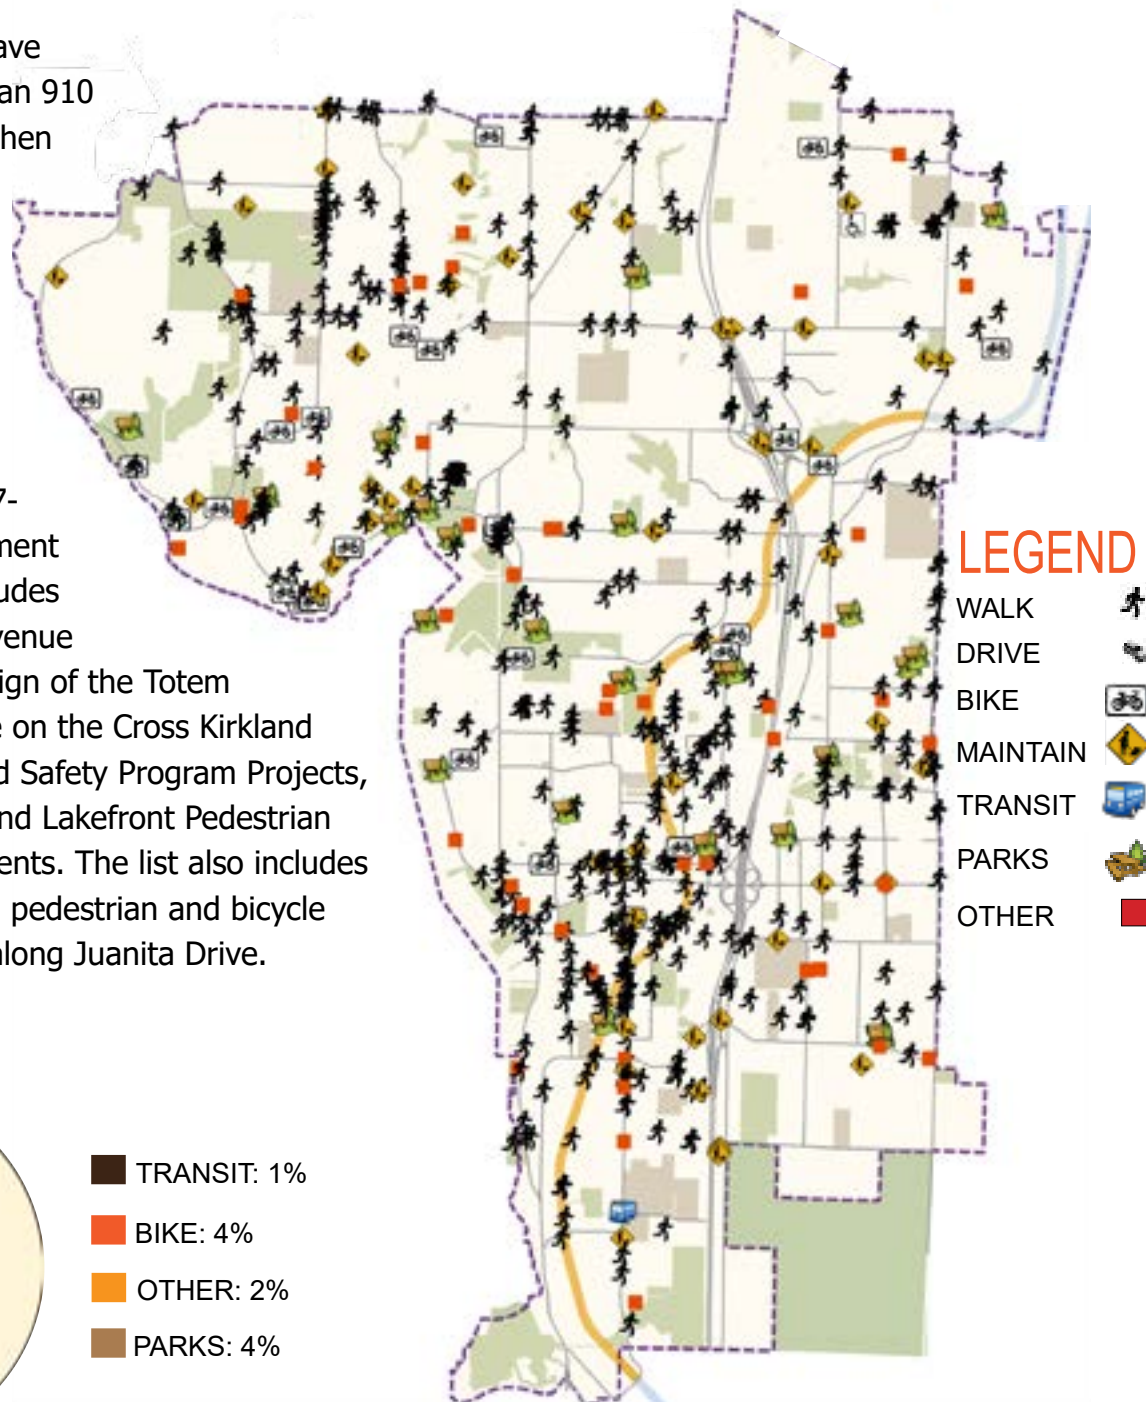 ave
an 910
hen
7-
ment
udes
venue
ign of the Totem
e on the Cross Kirkland
d Safety Program Projects,
nd Lakefront Pedestrian
ents. The list also includes
pedestrian and bicycle
along Juanita Drive.
LEGEND
WALK
DRIVE
BIKE
MAINTAIN
TRANSIT
PARKS
OTHER
TRANSIT: 1%
BIKE: 4%
OTHER: 2%
PARKS: 4%